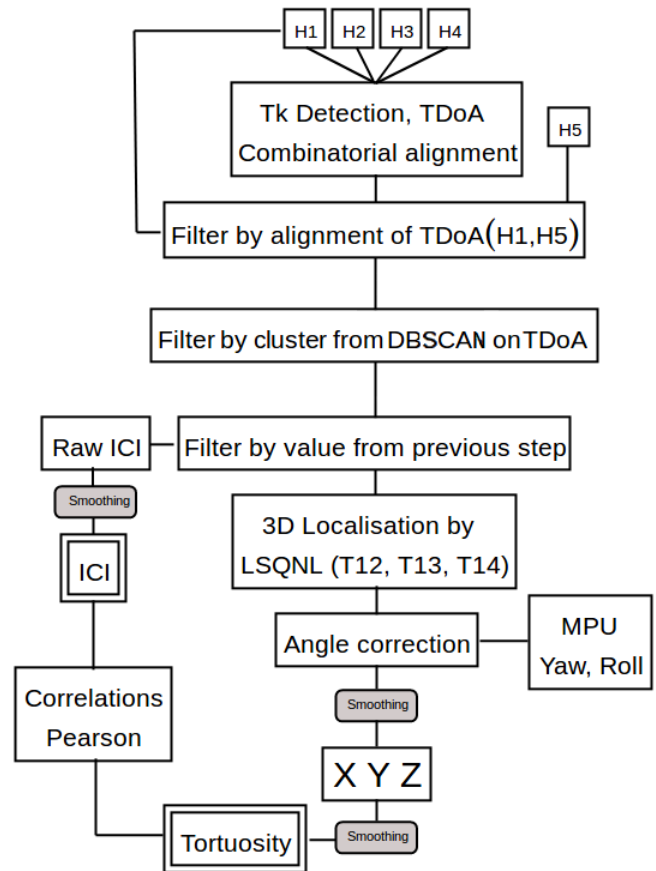 H1 H2 H3 H4
Tk Detection, TDoA
Combinatorial alignment
H5
Filter by alignment of TDoA(H1,H5)
Filter by cluster from DBSCAN on TDoA
Raw ICI
Filter by value from previous step
Smoothing
3D Localisation by
LSQNL (T12, T13, T14)
ICI
Angle correction
MPU
Yaw, Roll
Correlations
Pearson
Smoothing
X Y Z
Tortuosity
Smoothing